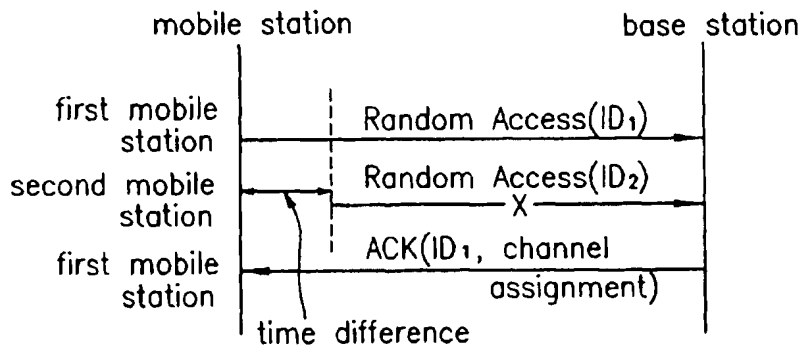 mobile station
base station
first mobile
station
Random Access(ID₁)
second mobile
station
Random Access(ID₂)
X
first mobile
station
ACK(ID₁, channel
assignment)
time difference